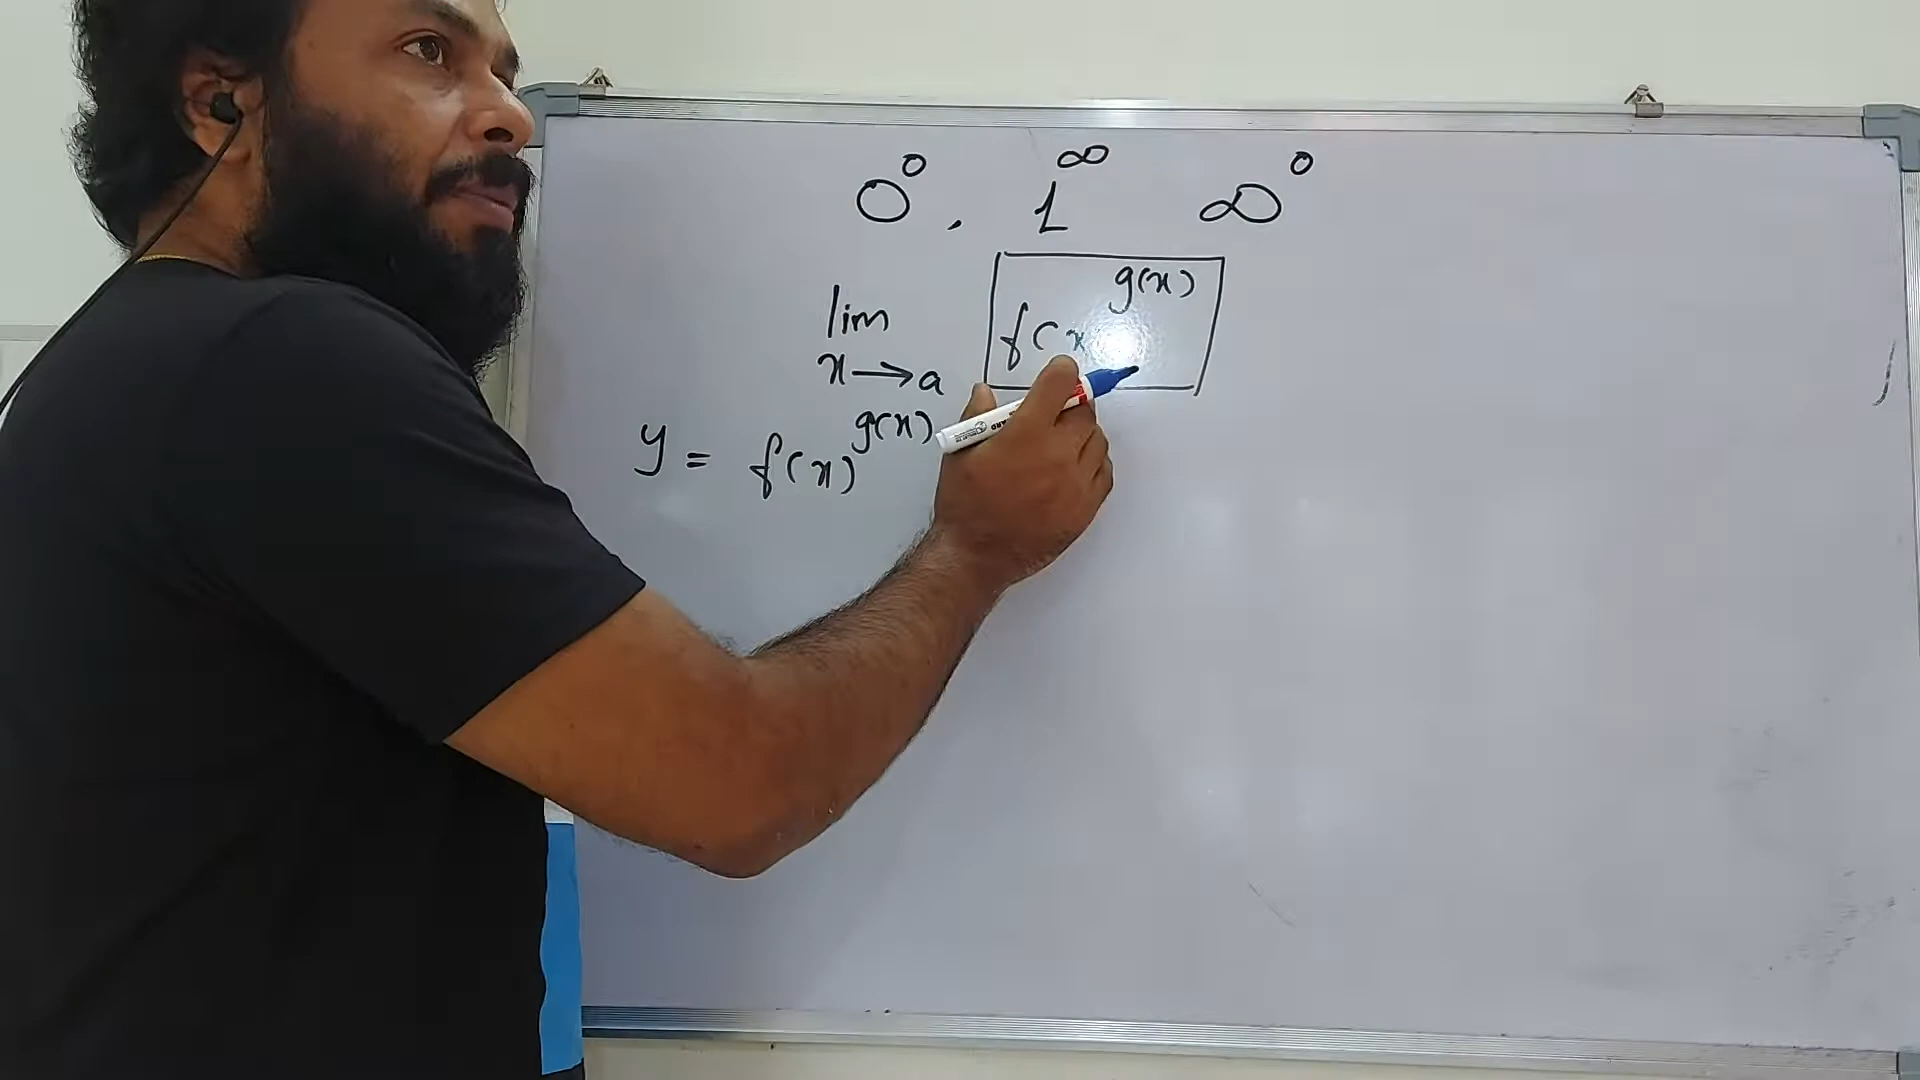 0⁰, 1^∞ ∞⁰
lim x→a f(x)^g(x)
y = f(x)^g(x)